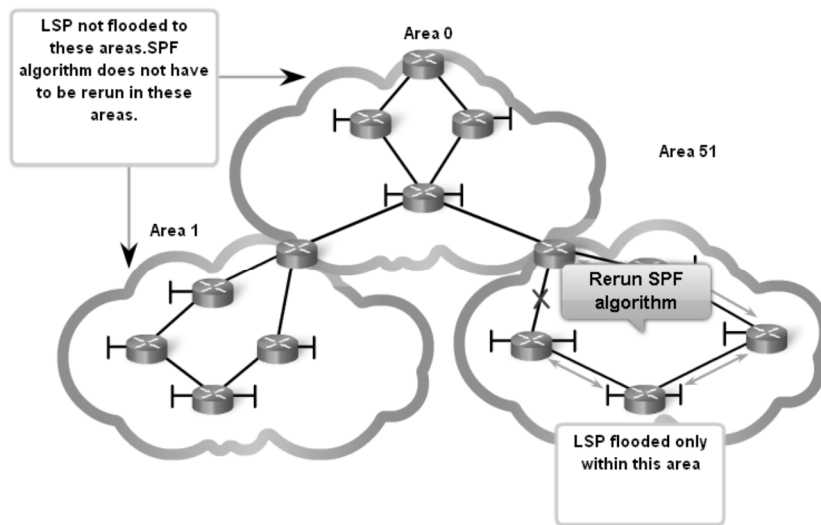 LSP not flooded to
these areas.SPF
algorithm does not have
to be rerun in these
areas.
Area 0
Area 51
Area 1
Rerun SPF
algorithm
LSP flooded only
within this area